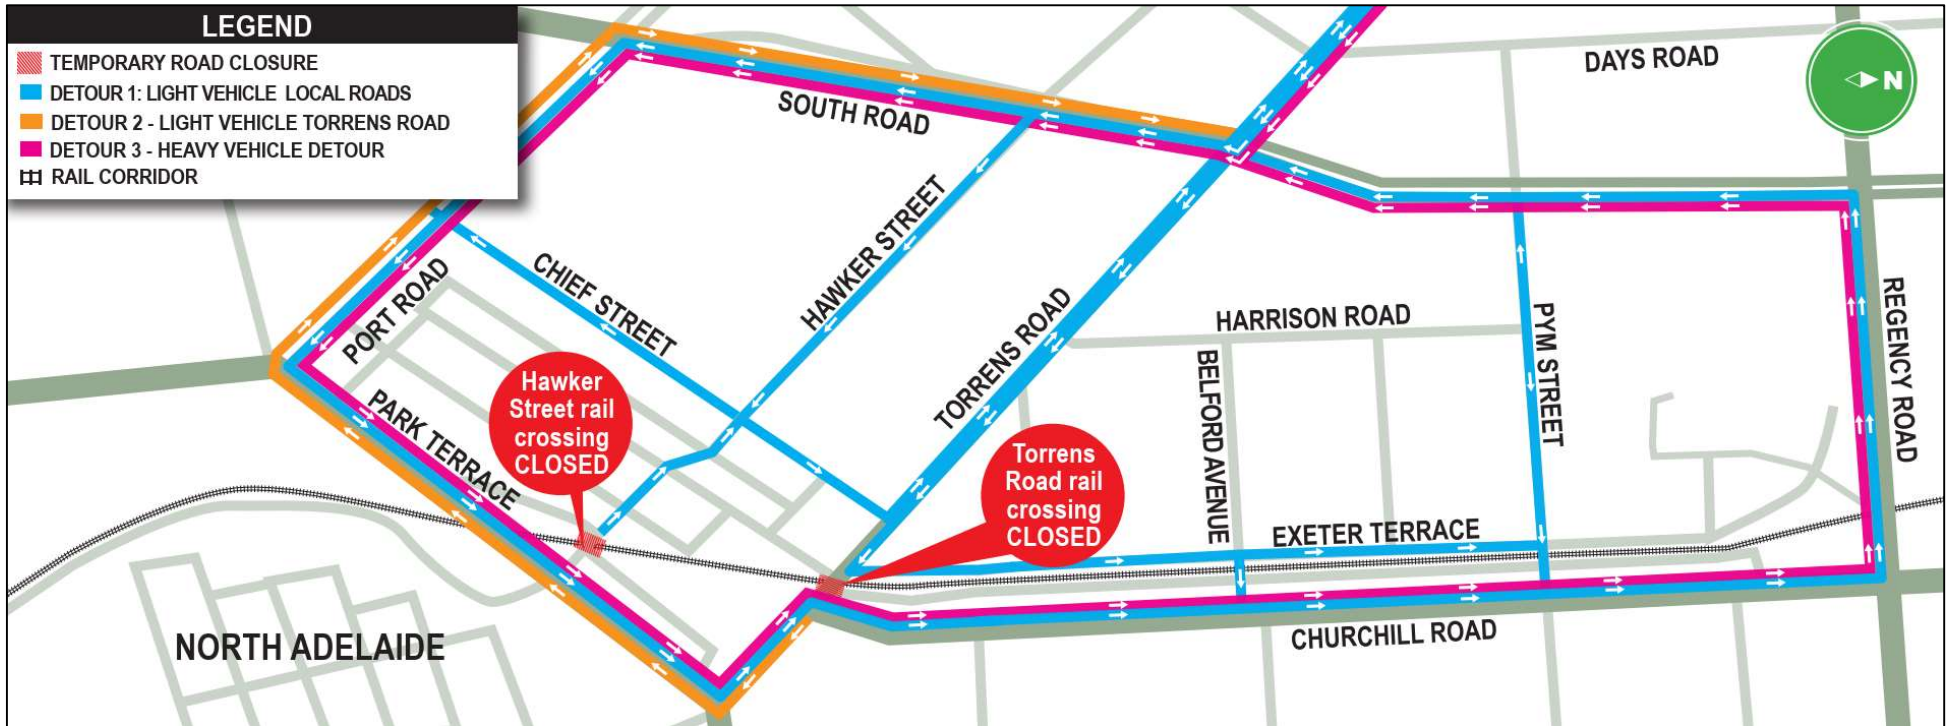 LEGEND
TEMPORARY ROAD CLOSURE
DETOUR 1: LIGHT VEHICLE LOCAL ROADS
DETOUR 2 - LIGHT VEHICLE TORRENS ROAD
DETOUR 3 - HEAVY VEHICLE DETOUR
RAIL CORRIDOR
DAYS ROAD
N
SOUTH ROAD
HAWKER STREET
CHIEF STREET
PORT ROAD
TORRENS ROAD
HARRISON ROAD
PYM STREET
REGENCY ROAD
BELFORD AVENUE
PARK TERRACE
Hawker
Street rail
crossing
CLOSED
Torrens
Road rail
crossing
CLOSED
EXETER TERRACE
CHURCHILL ROAD
NORTH ADELAIDE